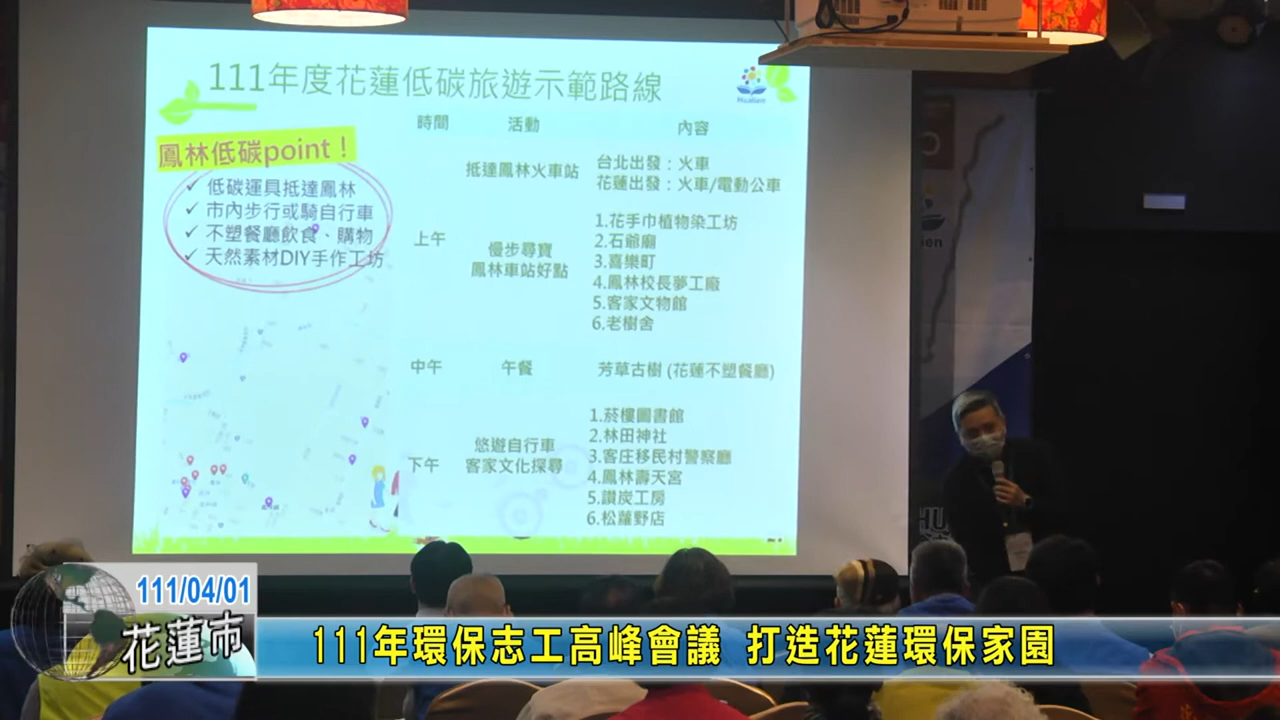 111年度花蓮低碳旅遊示範路線
Hualien
鳳林低碳point！
✓ 低碳運具抵達鳳林
✓ 市內步行或騎自行車
✓ 不塑餐廳飲食、購物
✓ 天然素材DIY手作工坊
時間 活動 內容
抵達鳳林火車站
台北出發：火車
花蓮出發：火車/電動公車
上午
慢步尋寶
鳳林車站好點
1.花手巾植物染工坊
2.石爺廟
3.喜樂町
4.鳳林校長夢工廠
5.客家文物館
6.老樹舍
中午 午餐 芳草古樹 (花蓮不塑餐廳)
下午
悠遊自行車
客家文化探尋
1.菸樓圖書館
2.林田神社
3.客庄移民村警察廳
4.鳳林壽天宮
5.讚炭工房
6.松蘿野店
HU
111/04/01
花蓮市
111年環保志工高峰會議 打造花蓮環保家園